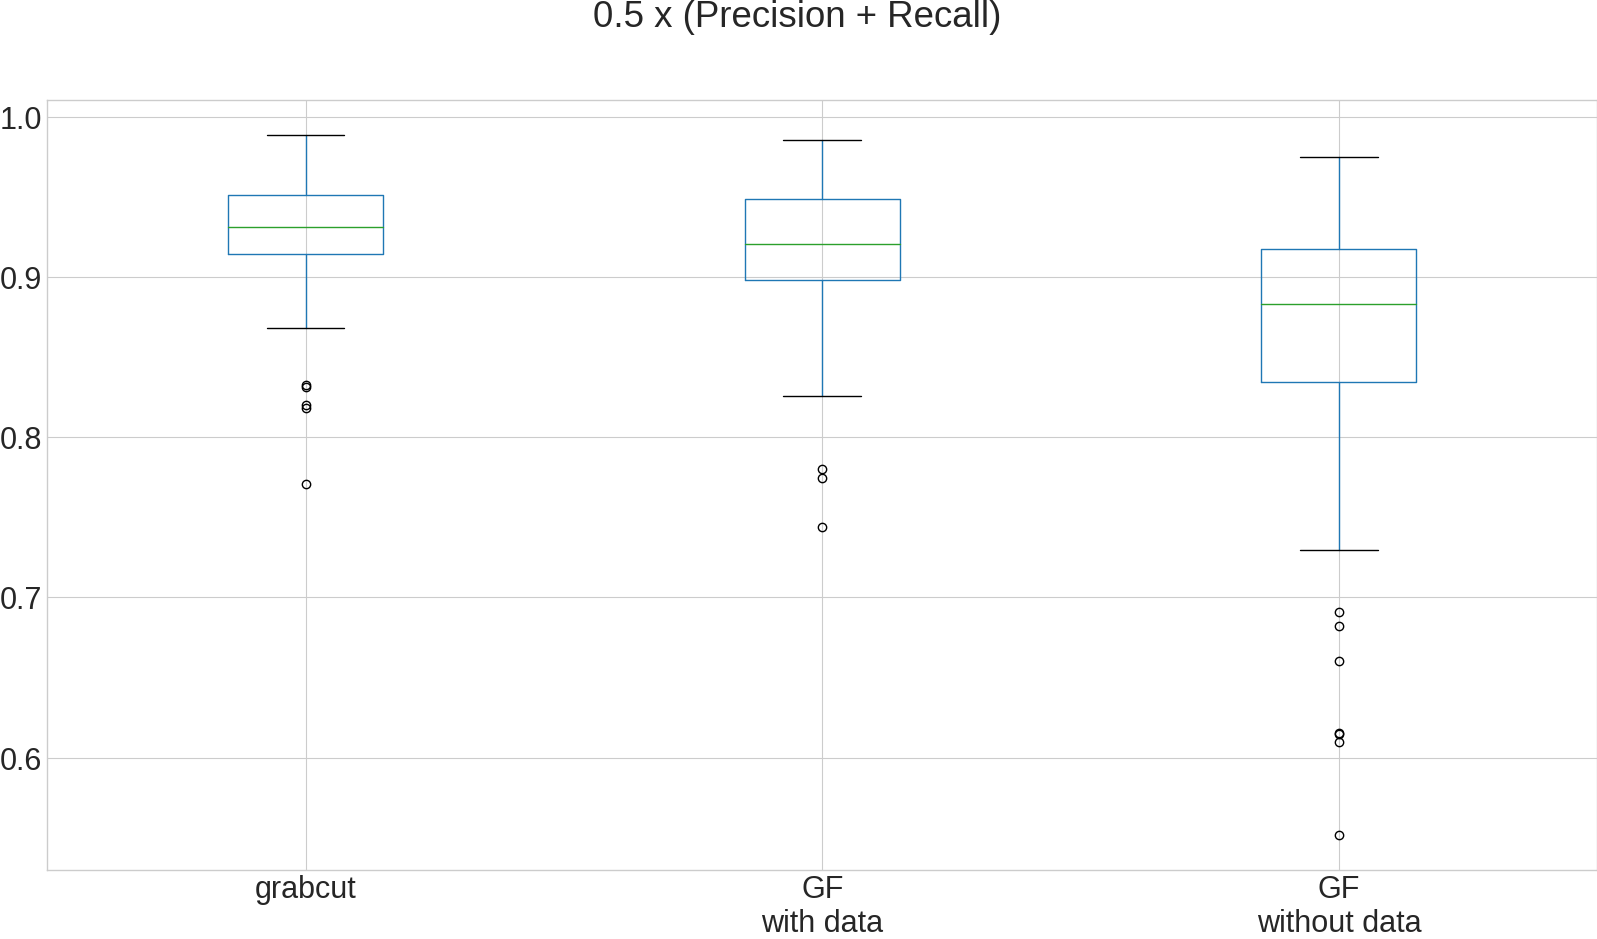 0.5 x (Precision + Recall)
1.0
0.9
0.8
0.7
0.6
grabcut
GF
with data
GF
without data